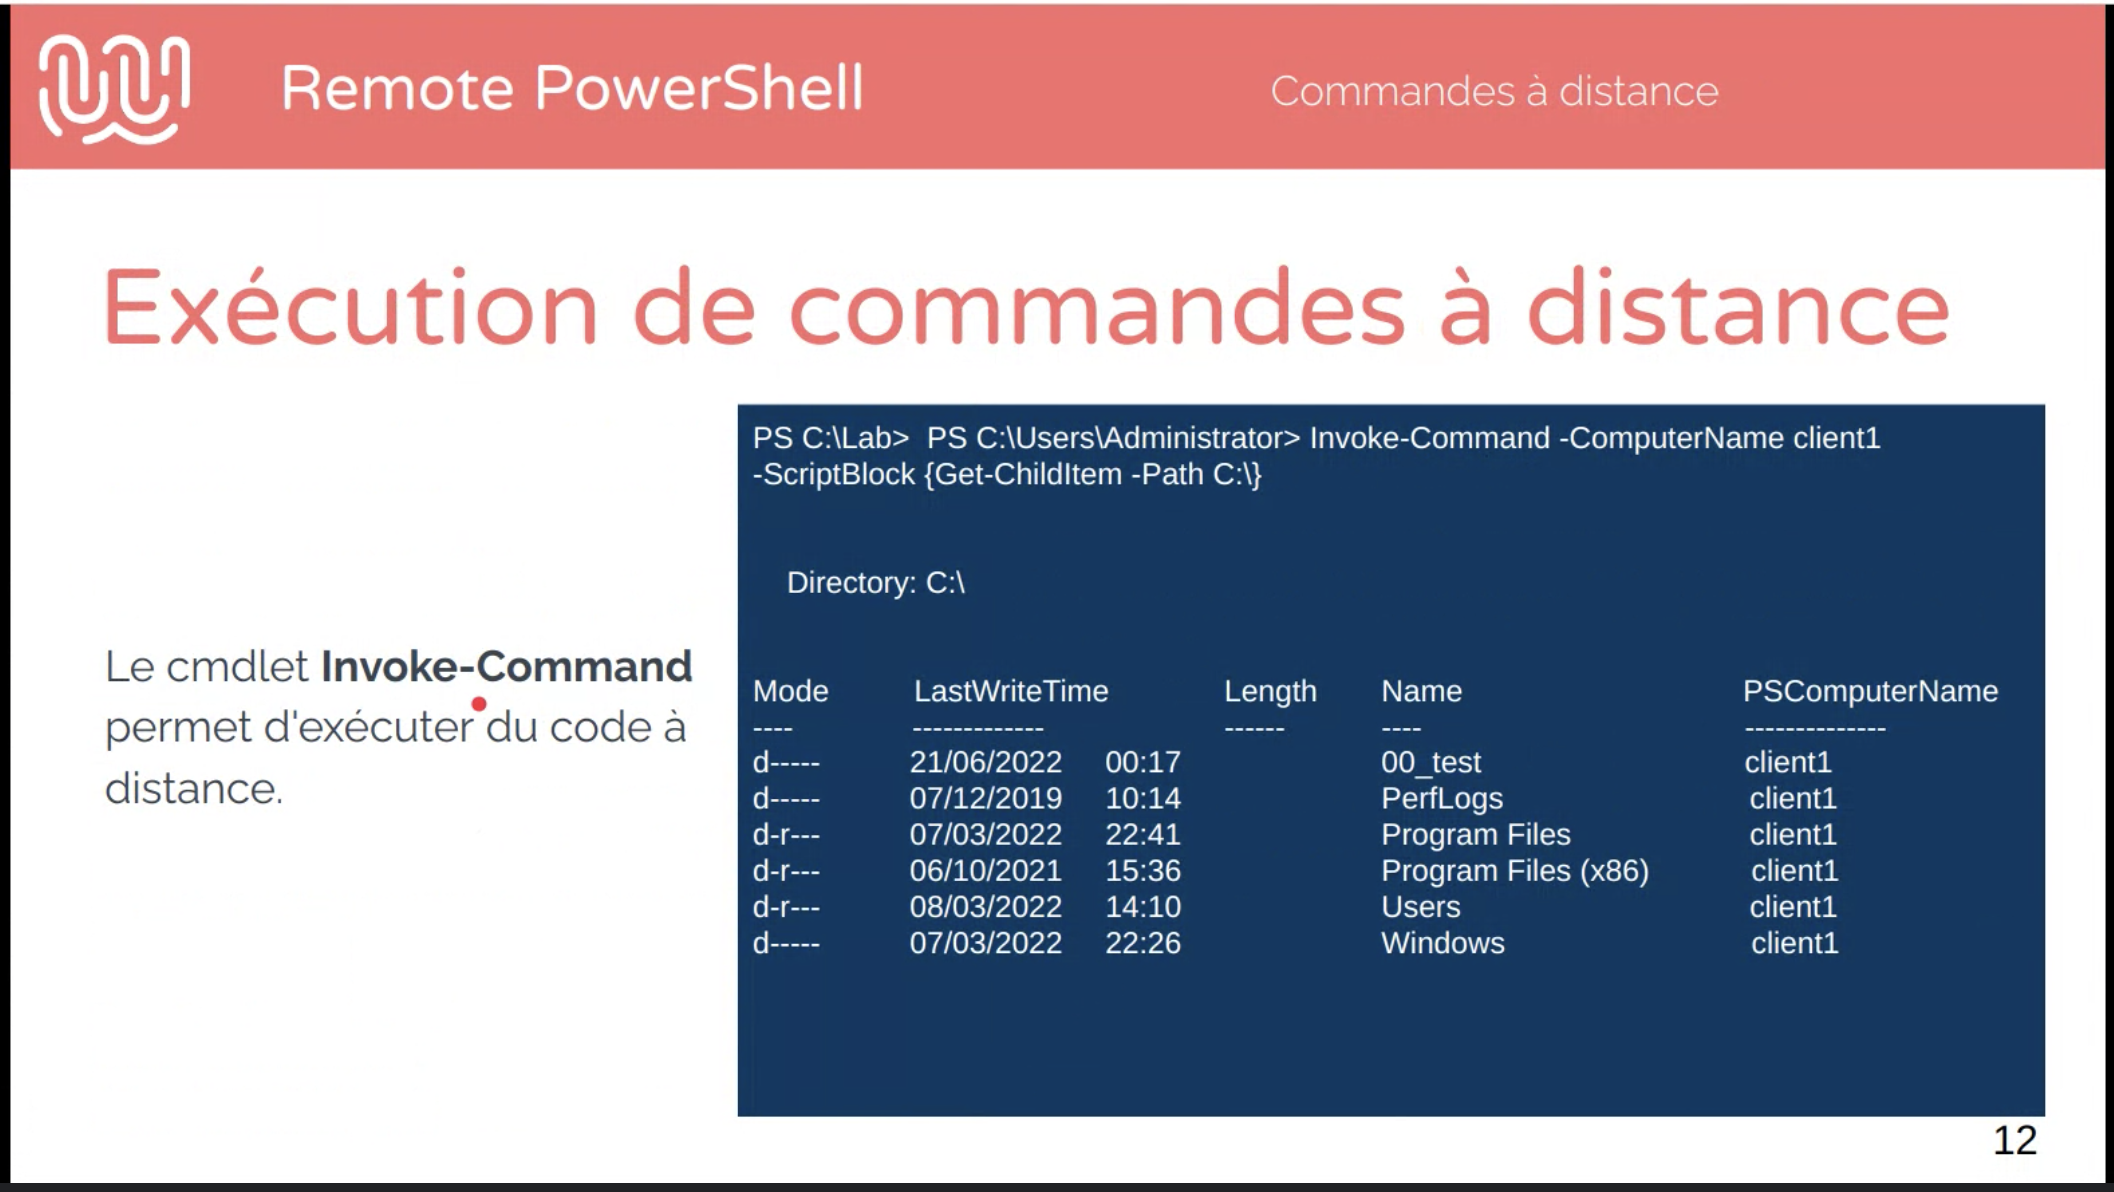 Remote PowerShell
Commandes à distance
Exécution de commandes à distance
Le cmdlet Invoke-Command
permet d'exécuter du code à
distance.
PS C:\Lab>  PS C:\Users\Administrator> Invoke-Command -ComputerName client1
-ScriptBlock {Get-ChildItem -Path C:\}
Directory: C:\
Mode LastWriteTime Length Name PSComputerName
---- ------------- ------ ---- --------------
d----- 21/06/2022 00:17 00_test client1
d----- 07/12/2019 10:14 PerfLogs client1
d-r--- 07/03/2022 22:41 Program Files client1
d-r--- 06/10/2021 15:36 Program Files (x86) client1
d-r--- 08/03/2022 14:10 Users client1
d----- 07/03/2022 22:26 Windows client1
12